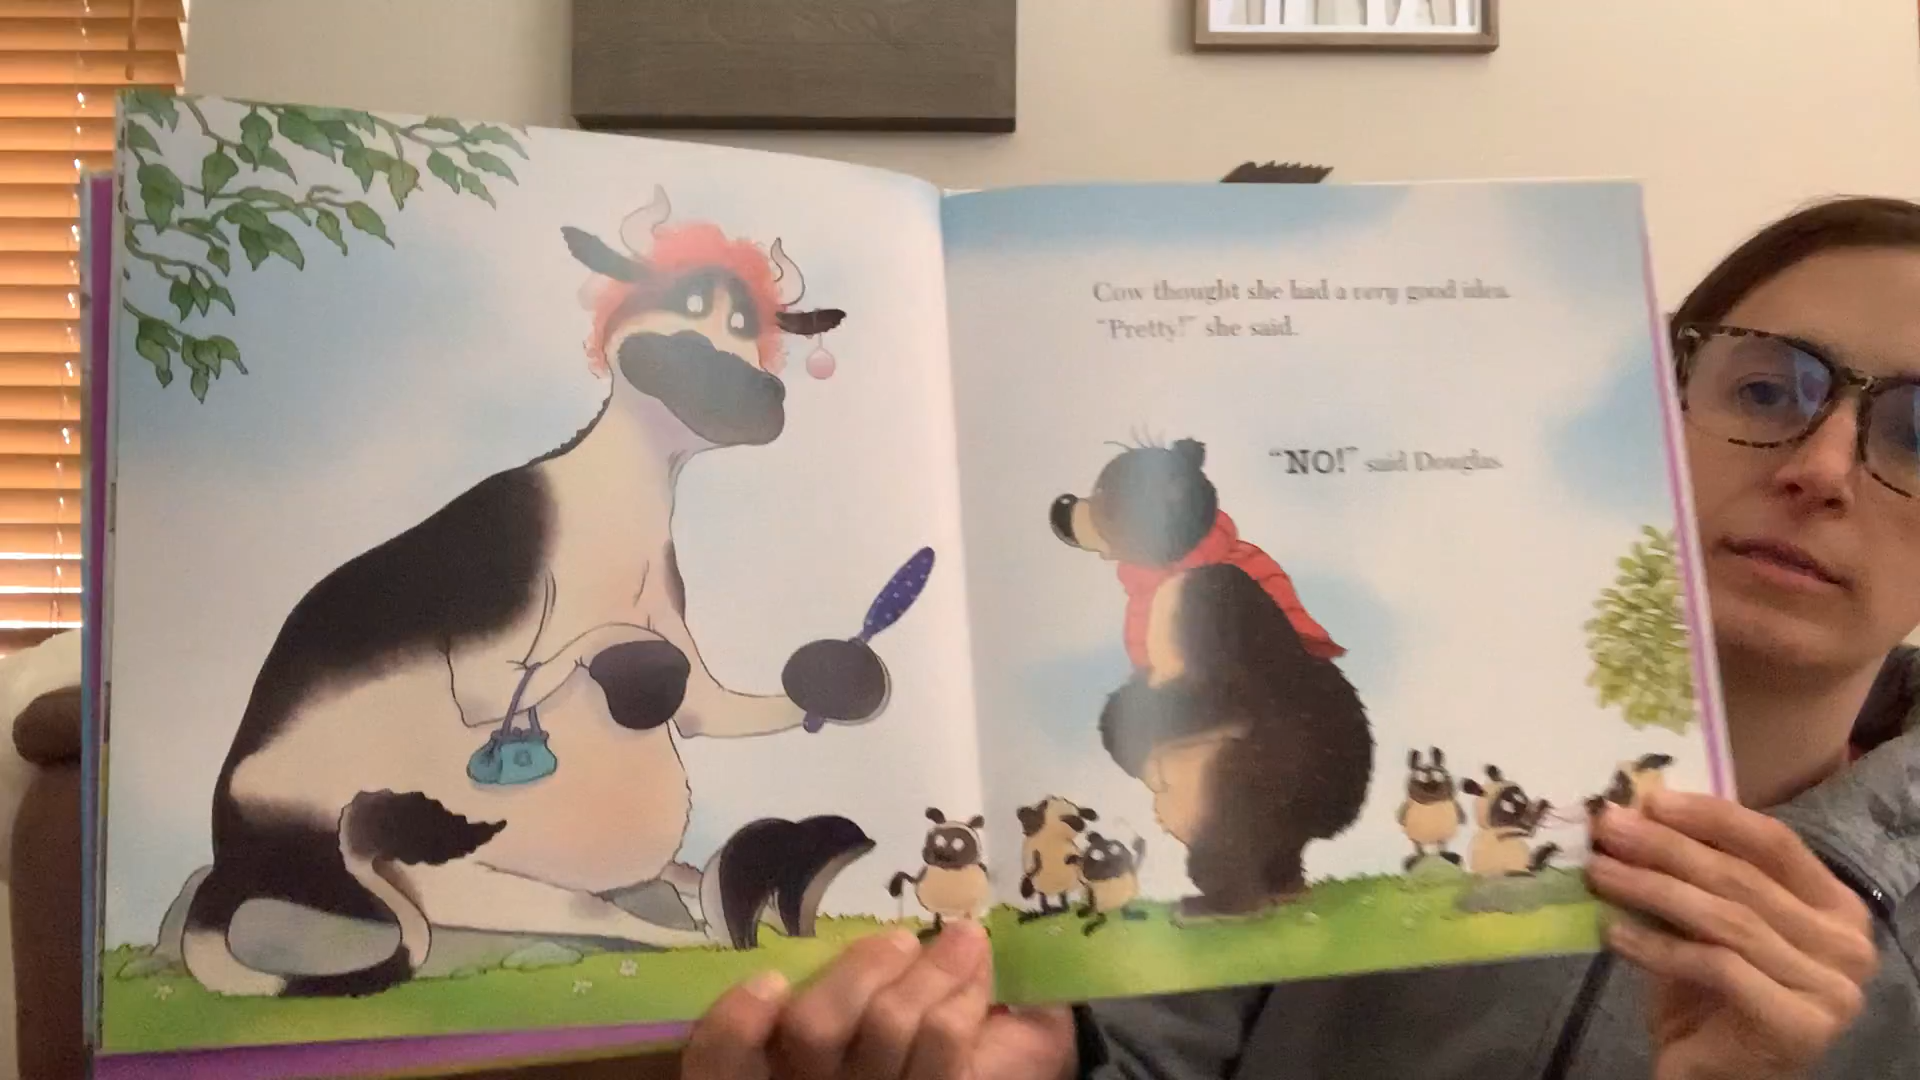 Cow thought she had a very good idea.
"Pretty!" she said.
"NO!" said Douglas.